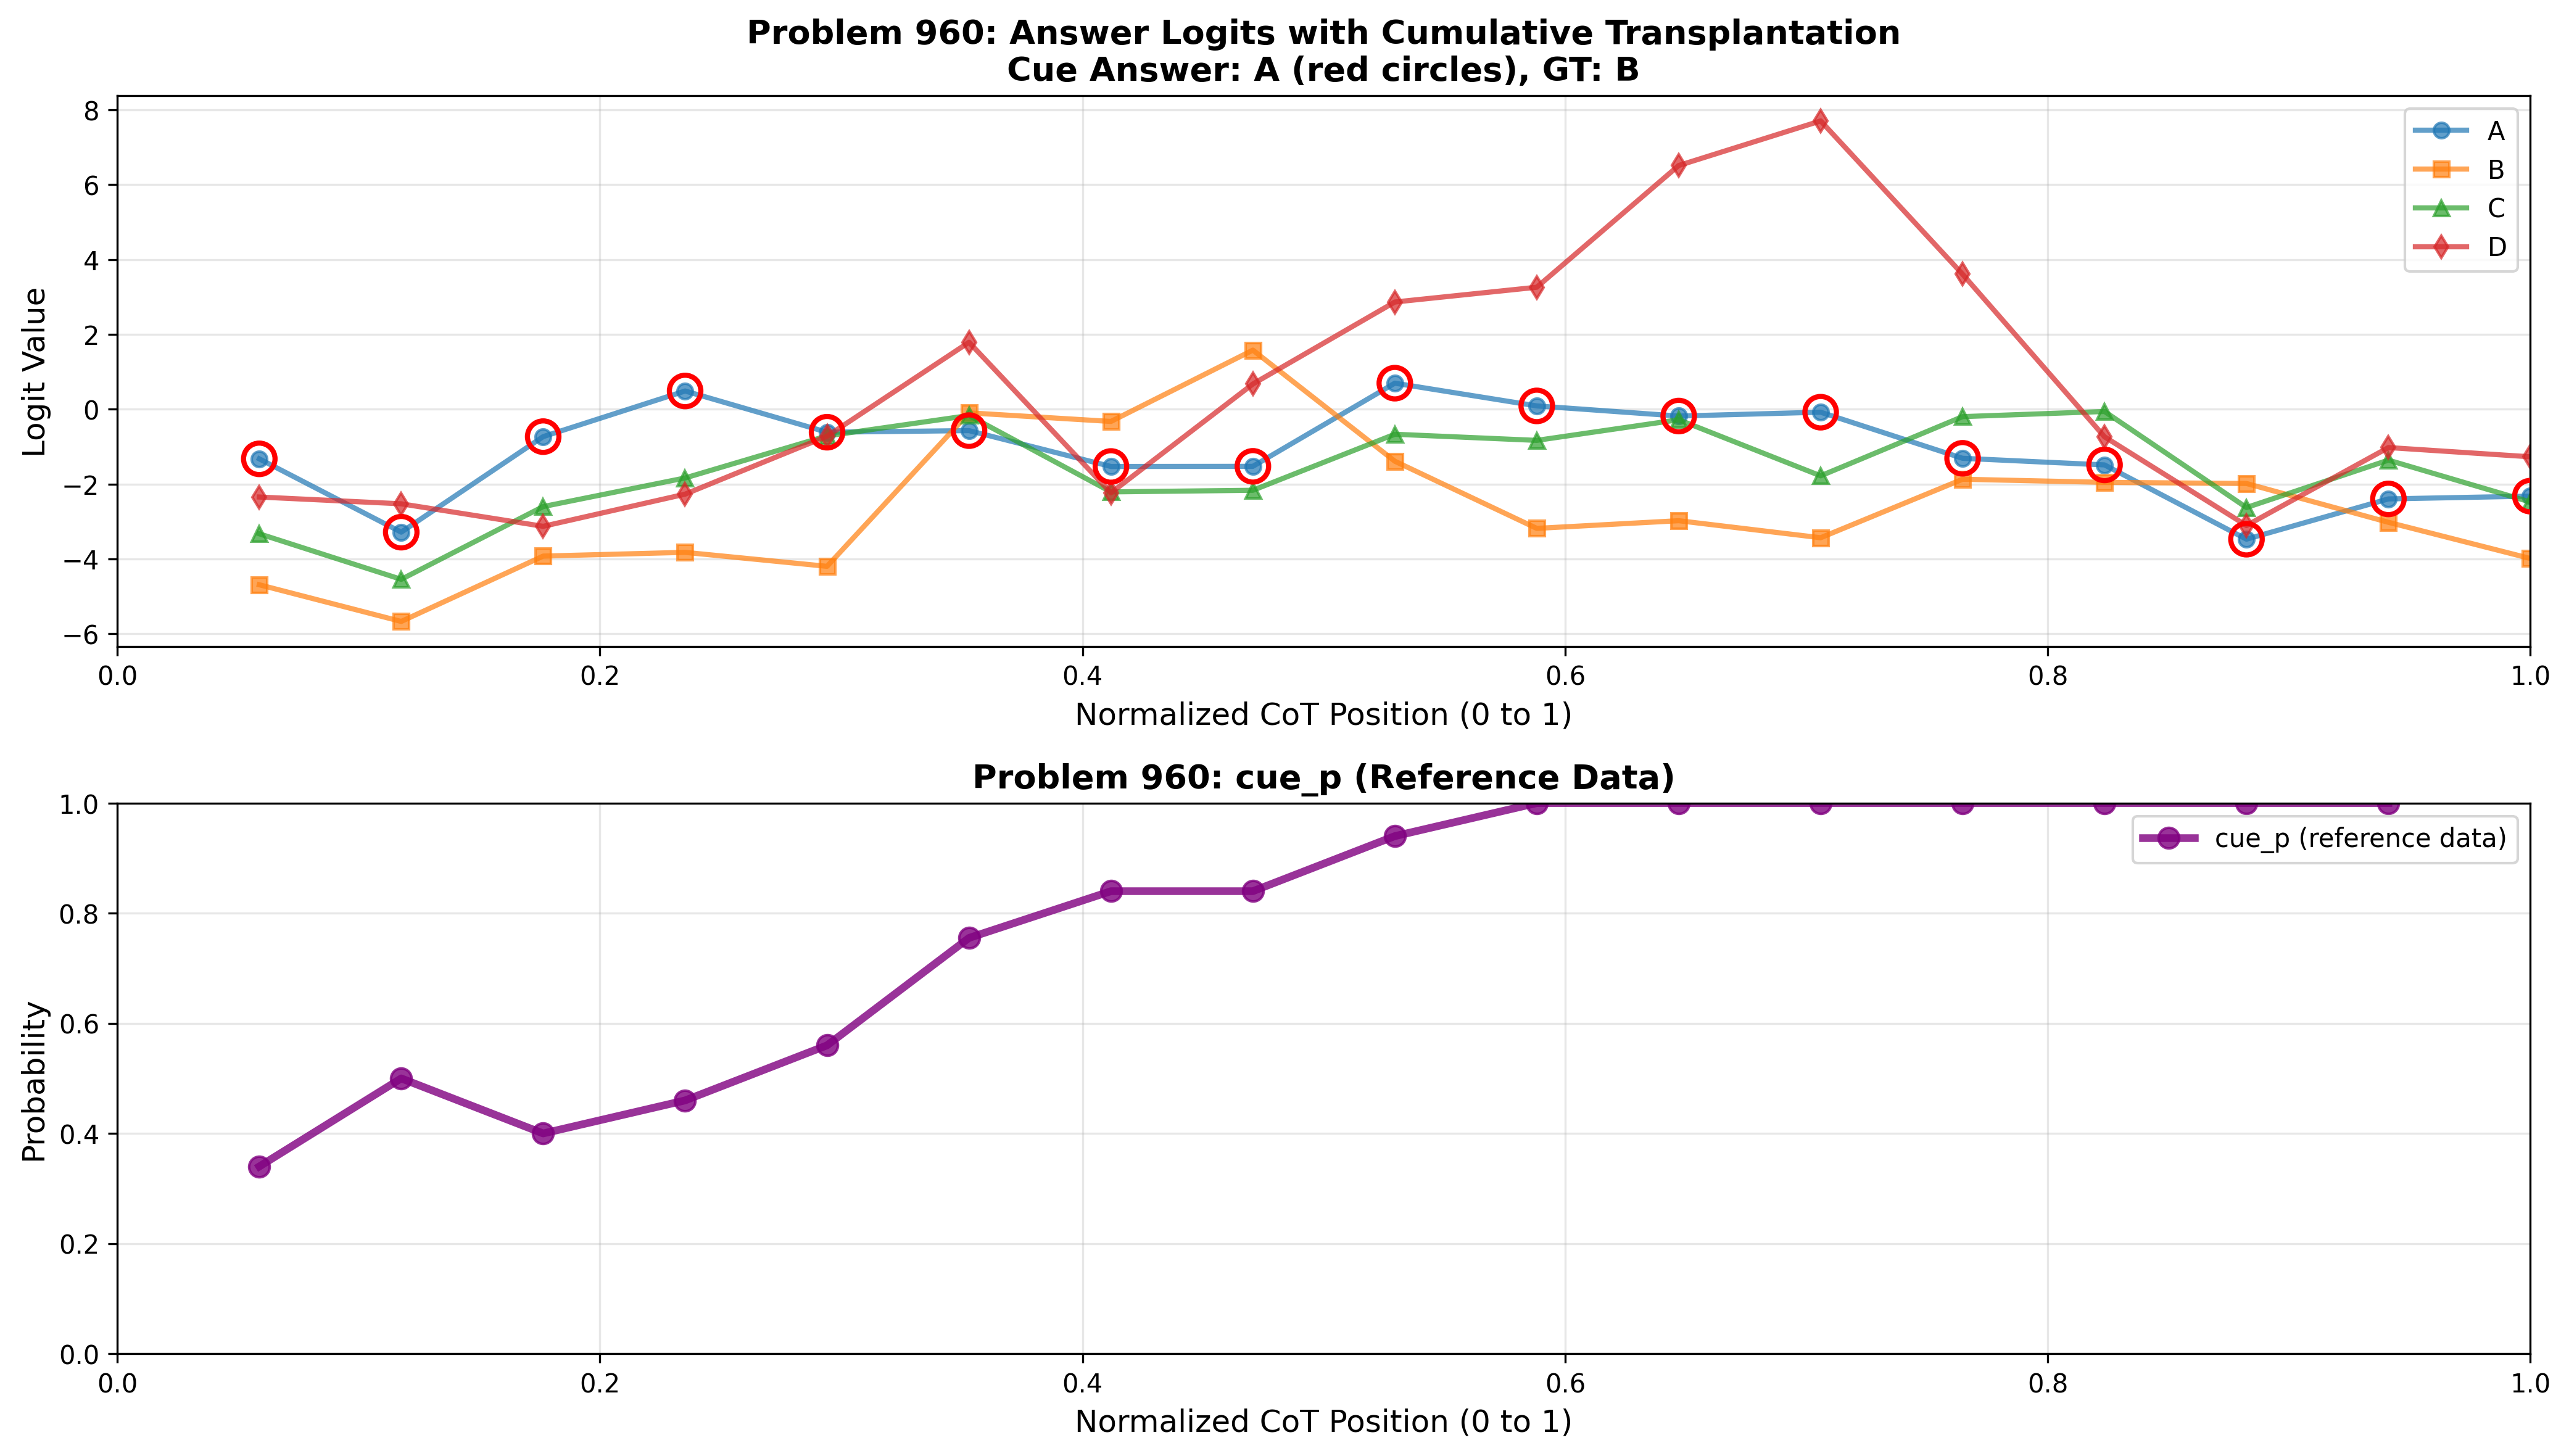 Problem 960: Answer Logits with Cumulative Transplantation
Cue Answer: A (red circles), GT: B
8
6
4
2
0
−2
−4
−6
Logit Value
A
B
C
D
0.0 0.2 0.4 0.6 0.8 1.0
Normalized CoT Position (0 to 1)
Problem 960: cue_p (Reference Data)
1.0
0.8
0.6
0.4
0.2
0.0
Probability
cue_p (reference data)
0.0 0.2 0.4 0.6 0.8 1.0
Normalized CoT Position (0 to 1)